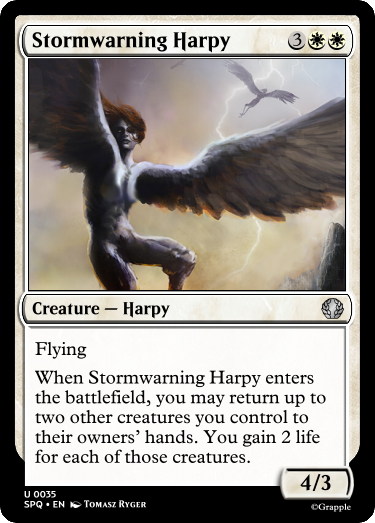 Stormwarning Harpy 3
Creature — Harpy
Flying
When Stormwarning Harpy enters
the battlefield, you may return up to
two other creatures you control to
their owners’ hands. You gain 2 life
for each of those creatures.
4/3
U 0035
SPQ • EN Tomasz Ryger
©Grapple